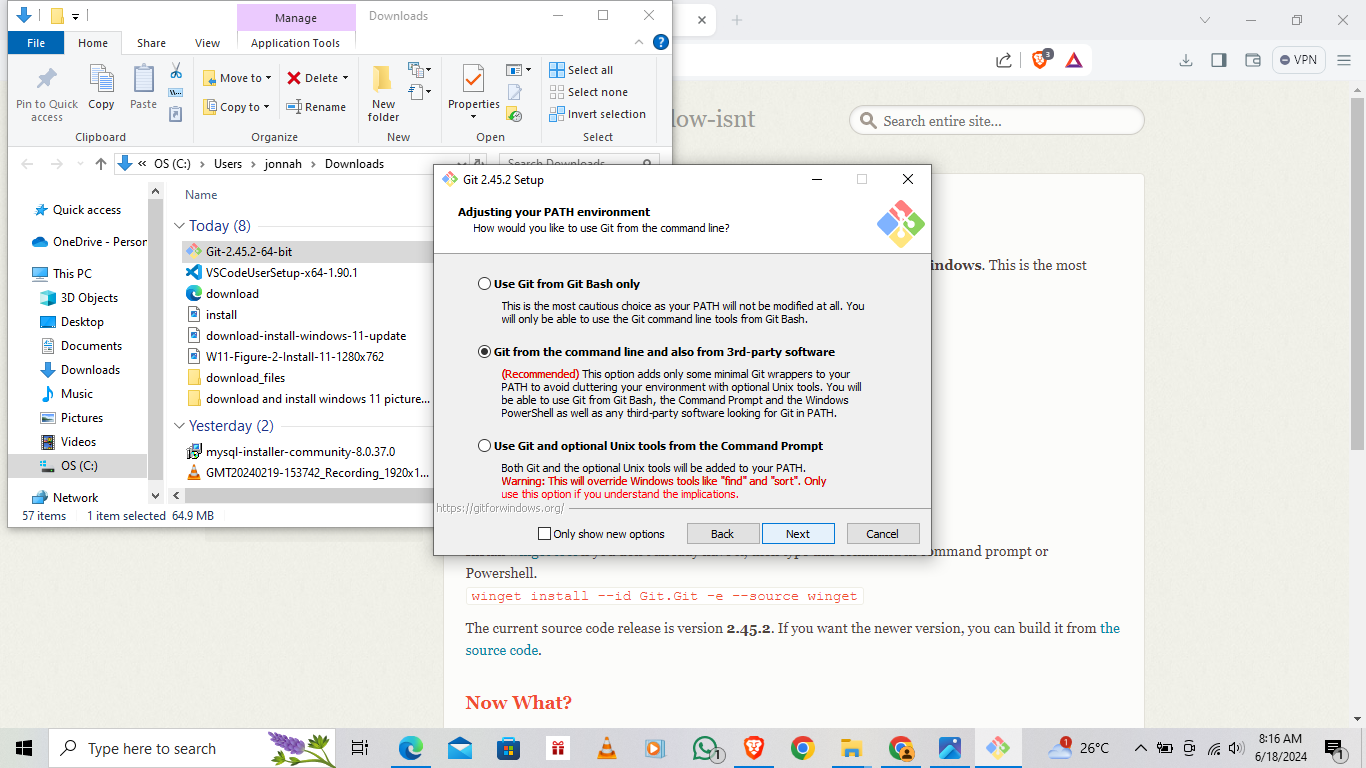 Manage
Downloads
File
Home
Share
View
Application Tools
Pin to Quick access
Copy
Paste
Move to
Copy to
Delete
Rename
New folder
Properties
Select all
Select none
Invert selection
Clipboard
Organize
New
Open
Select
« OS (C:) > Users > jonnah > Downloads
Search Downloads
Quick access
OneDrive - Person
This PC
3D Objects
Desktop
Documents
Downloads
Music
Pictures
Videos
OS (C:)
Network
Name
Today (8)
Git-2.45.2-64-bit
VSCodeUserSetup-x64-1.90.1
download
install
download-install-windows-11-update
W11-Figure-2-Install-11-1280x762
download_files
download and install windows 11 picture...
Yesterday (2)
mysql-installer-community-8.0.37.0
GMT20240219-153742_Recording_1920x1...
57 items
1 item selected 64.9 MB
Git 2.45.2 Setup
Adjusting your PATH environment
How would you like to use Git from the command line?
Use Git from Git Bash only
This is the most cautious choice as your PATH will not be modified at all. You
will only be able to use the Git command line tools from Git Bash.
Git from the command line and also from 3rd-party software
(Recommended) This option adds only some minimal Git wrappers to your
PATH to avoid cluttering your environment with optional Unix tools. You will
be able to use Git from Git Bash, the Command Prompt and the Windows
PowerShell as well as any third-party software looking for Git in PATH.
Use Git and optional Unix tools from the Command Prompt
Both Git and the optional Unix tools will be added to your PATH.
Warning: This will override Windows tools like "find" and "sort". Only
use this option if you understand the implications.
https://gitforwindows.org/
Only show new options
Back
Next
Cancel
3
VPN
low-isnt
Search entire site...
indows. This is the most
command prompt or
Powershell.
winget install --id Git.Git -e --source winget
The current source code release is version 2.45.2. If you want the newer version, you can build it from the
source code.
Now What?
Type here to search
1
1
26°C
8:16 AM
6/18/2024
1